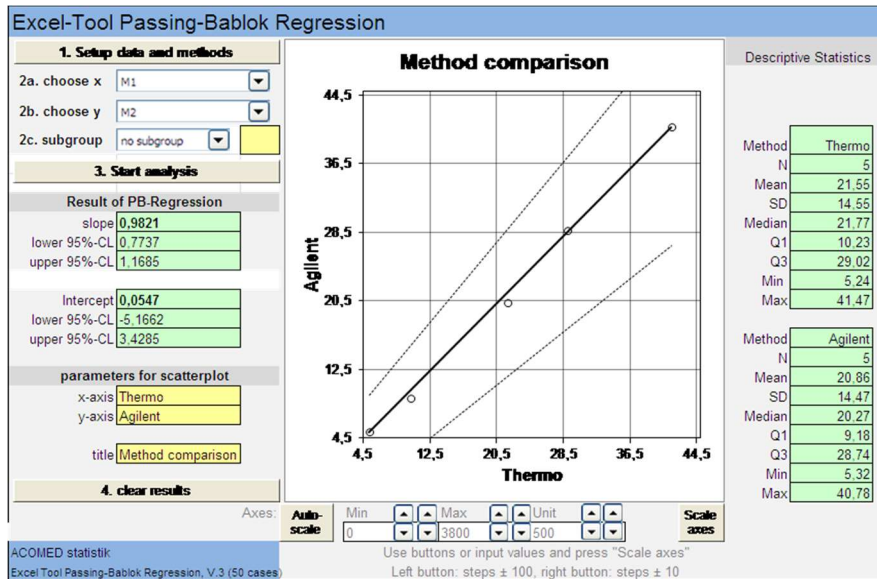 Excel-Tool Passing-Bablok Regression
1. Setup data and methods
2a. choose x M1
2b. choose y M2
2c. subgroup no subgroup
3. Start analysis
Result of PB-Regression
slope 0,9821
lower 95%-CL 0,7737
upper 95%-CL 1,1685
Intercept 0,0547
lower 95%-CL -5,1662
upper 95%-CL 3,4285
parameters for scatterplot
x-axis Thermo
y-axis Agilent
title Method comparison
4. clear results
Method comparison
Agilent
44,5
36,5
28,5
20,5
12,5
4,5
4,5 12,5 20,5 28,5 36,5 44,5
Thermo
Descriptive Statistics
Method Thermo
N 5
Mean 21,55
SD 14,55
Median 21,77
Q1 10,23
Q3 29,02
Min 5,24
Max 41,47
Method Agilent
N 5
Mean 20,86
SD 14,47
Median 20,27
Q1 9,18
Q3 28,74
Min 5,32
Max 40,78
Axes: Auto-scale Min Max Unit Scale axes
0 3800 500
ACOMED statistik
Excel Tool Passing-Bablok Regression, V.3 (50 cases)
Use buttons or input values and press "Scale axes"
Left button: steps ± 100, right button: steps ± 10